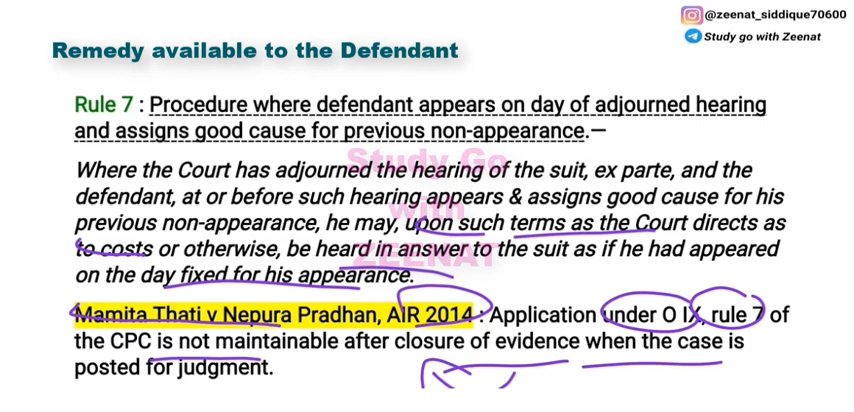 @zeenat_siddique70600
Study go with Zeenat
Remedy available to the Defendant
Rule 7 : Procedure where defendant appears on day of adjourned hearing
and assigns good cause for previous non-appearance.—
Where the Court has adjourned the hearing of the suit, ex parte, and the
defendant, at or before such hearing appears & assigns good cause for his
previous non-appearance, he may, upon such terms as the Court directs as
to costs or otherwise, be heard in answer to the suit as if he had appeared
on the day fixed for his appearance.
Mamita Thati v Nepura Pradhan, AIR 2014 : Application under O IX, rule 7 of
the CPC is not maintainable after closure of evidence when the case is
posted for judgment.
Study Go
with
ZEENAT